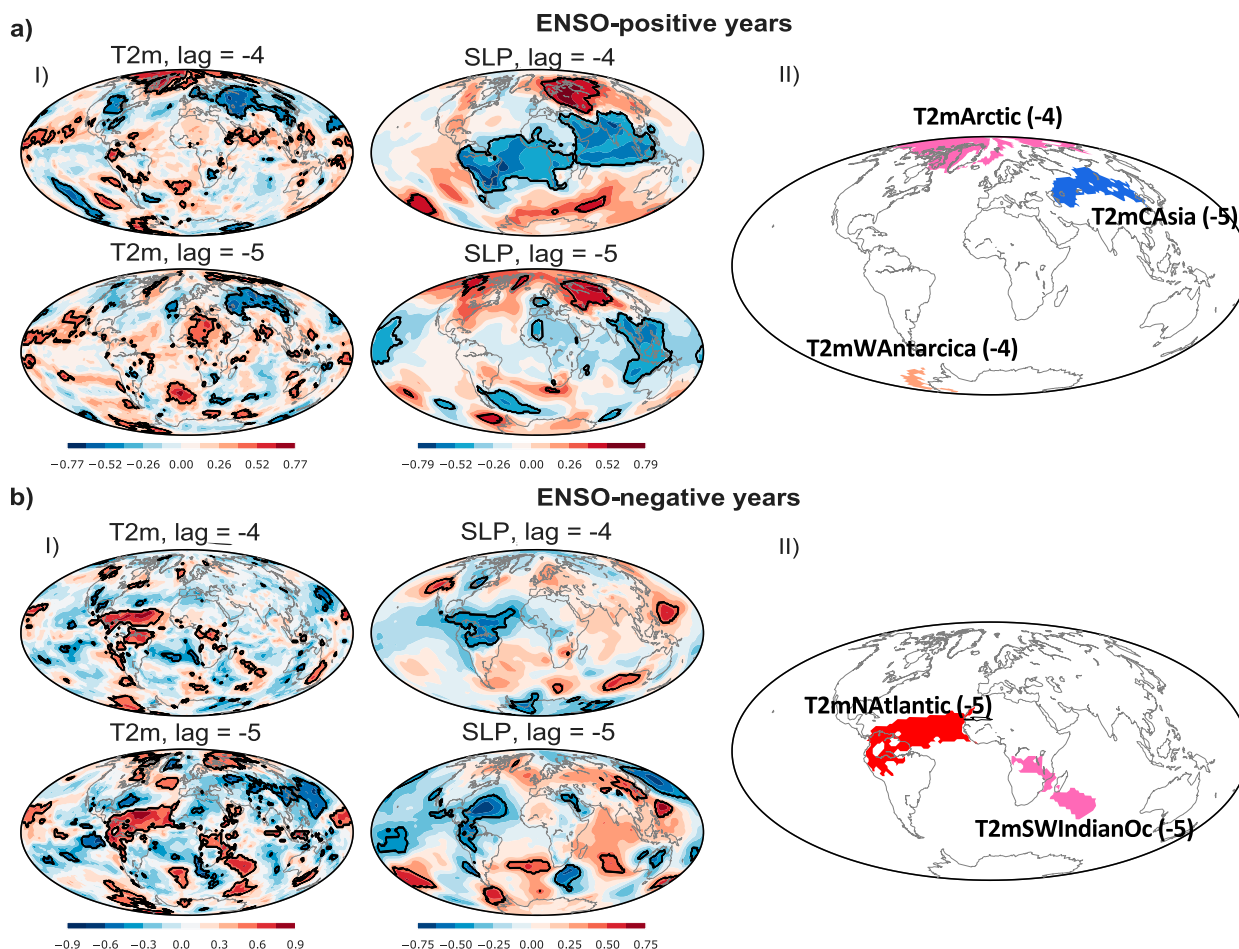 a)
ENSO-positive years
I)
T2m, lag = -4
SLP, lag = -4
II)
T2mArctic (-4)
T2mCAsia (-5)
T2m, lag = -5
SLP, lag = -5
T2mWAntarcica (-4)
−0.77 −0.52 −0.26 0.00 0.26 0.52 0.77
−0.79 −0.52 −0.26 0.00 0.26 0.52 0.79
b)
ENSO-negative years
I)
T2m, lag = -4
SLP, lag = -4
II)
T2mNAtlantic (-5)
T2m, lag = -5
SLP, lag = -5
T2mSWIndianOc (-5)
−0.9 −0.6 −0.3 0.0 0.3 0.6 0.9
−0.75 −0.50 −0.25 0.00 0.25 0.50 0.75